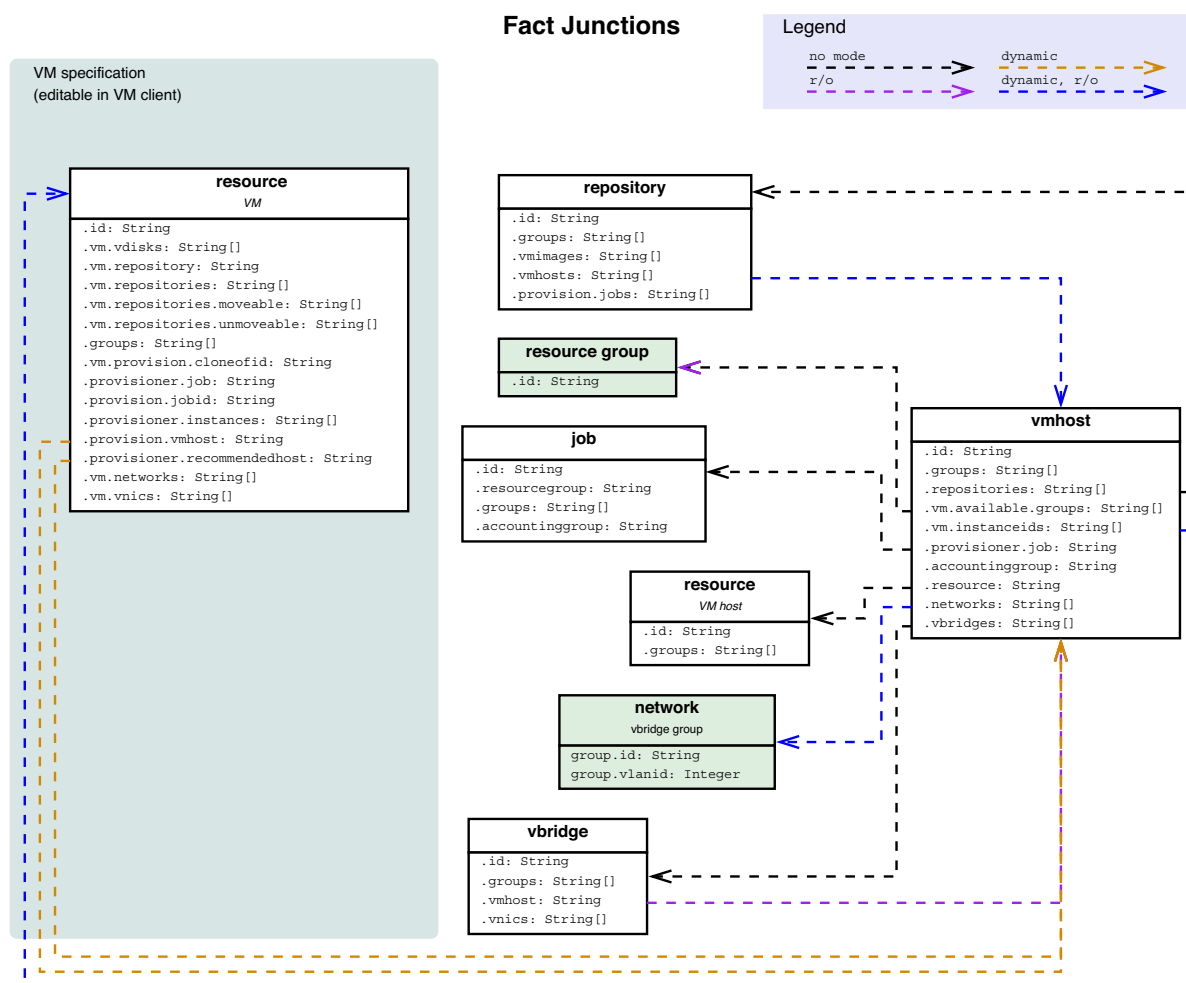 Fact Junctions
Legend
no mode
dynamic
r/o
dynamic, r/o
VM specification
(editable in VM client)
resource
VM
.id: String
.vm.vdisks: String[]
.vm.repository: String
.vm.repositories: String[]
.vm.repositories.moveable: String[]
.vm.repositories.unmoveable: String[]
.groups: String[]
.vm.provision.cloneofid: String
.provisioner.job: String
.provision.jobid: String
.provisioner.instances: String[]
.provision.vmhost: String
.provisioner.recommendedhost: String
.vm.networks: String[]
.vm.vnics: String[]
repository
.id: String
.groups: String[]
.vmimages: String[]
.vmhosts: String[]
.provision.jobs: String[]
resource group
.id: String
job
.id: String
.resourcegroup: String
.groups: String[]
.accountinggroup: String
vmhost
.id: String
.groups: String[]
.repositories: String[]
.vm.available.groups: String[]
.vm.instanceids: String[]
.provisioner.job: String
.accountinggroup: String
.resource: String
.networks: String[]
.vbridges: String[]
resource
VM host
.id: String
.groups: String[]
network
vbridge group
group.id: String
group.vlanid: Integer
vbridge
.id: String
.groups: String[]
.vmhost: String
.vnics: String[]